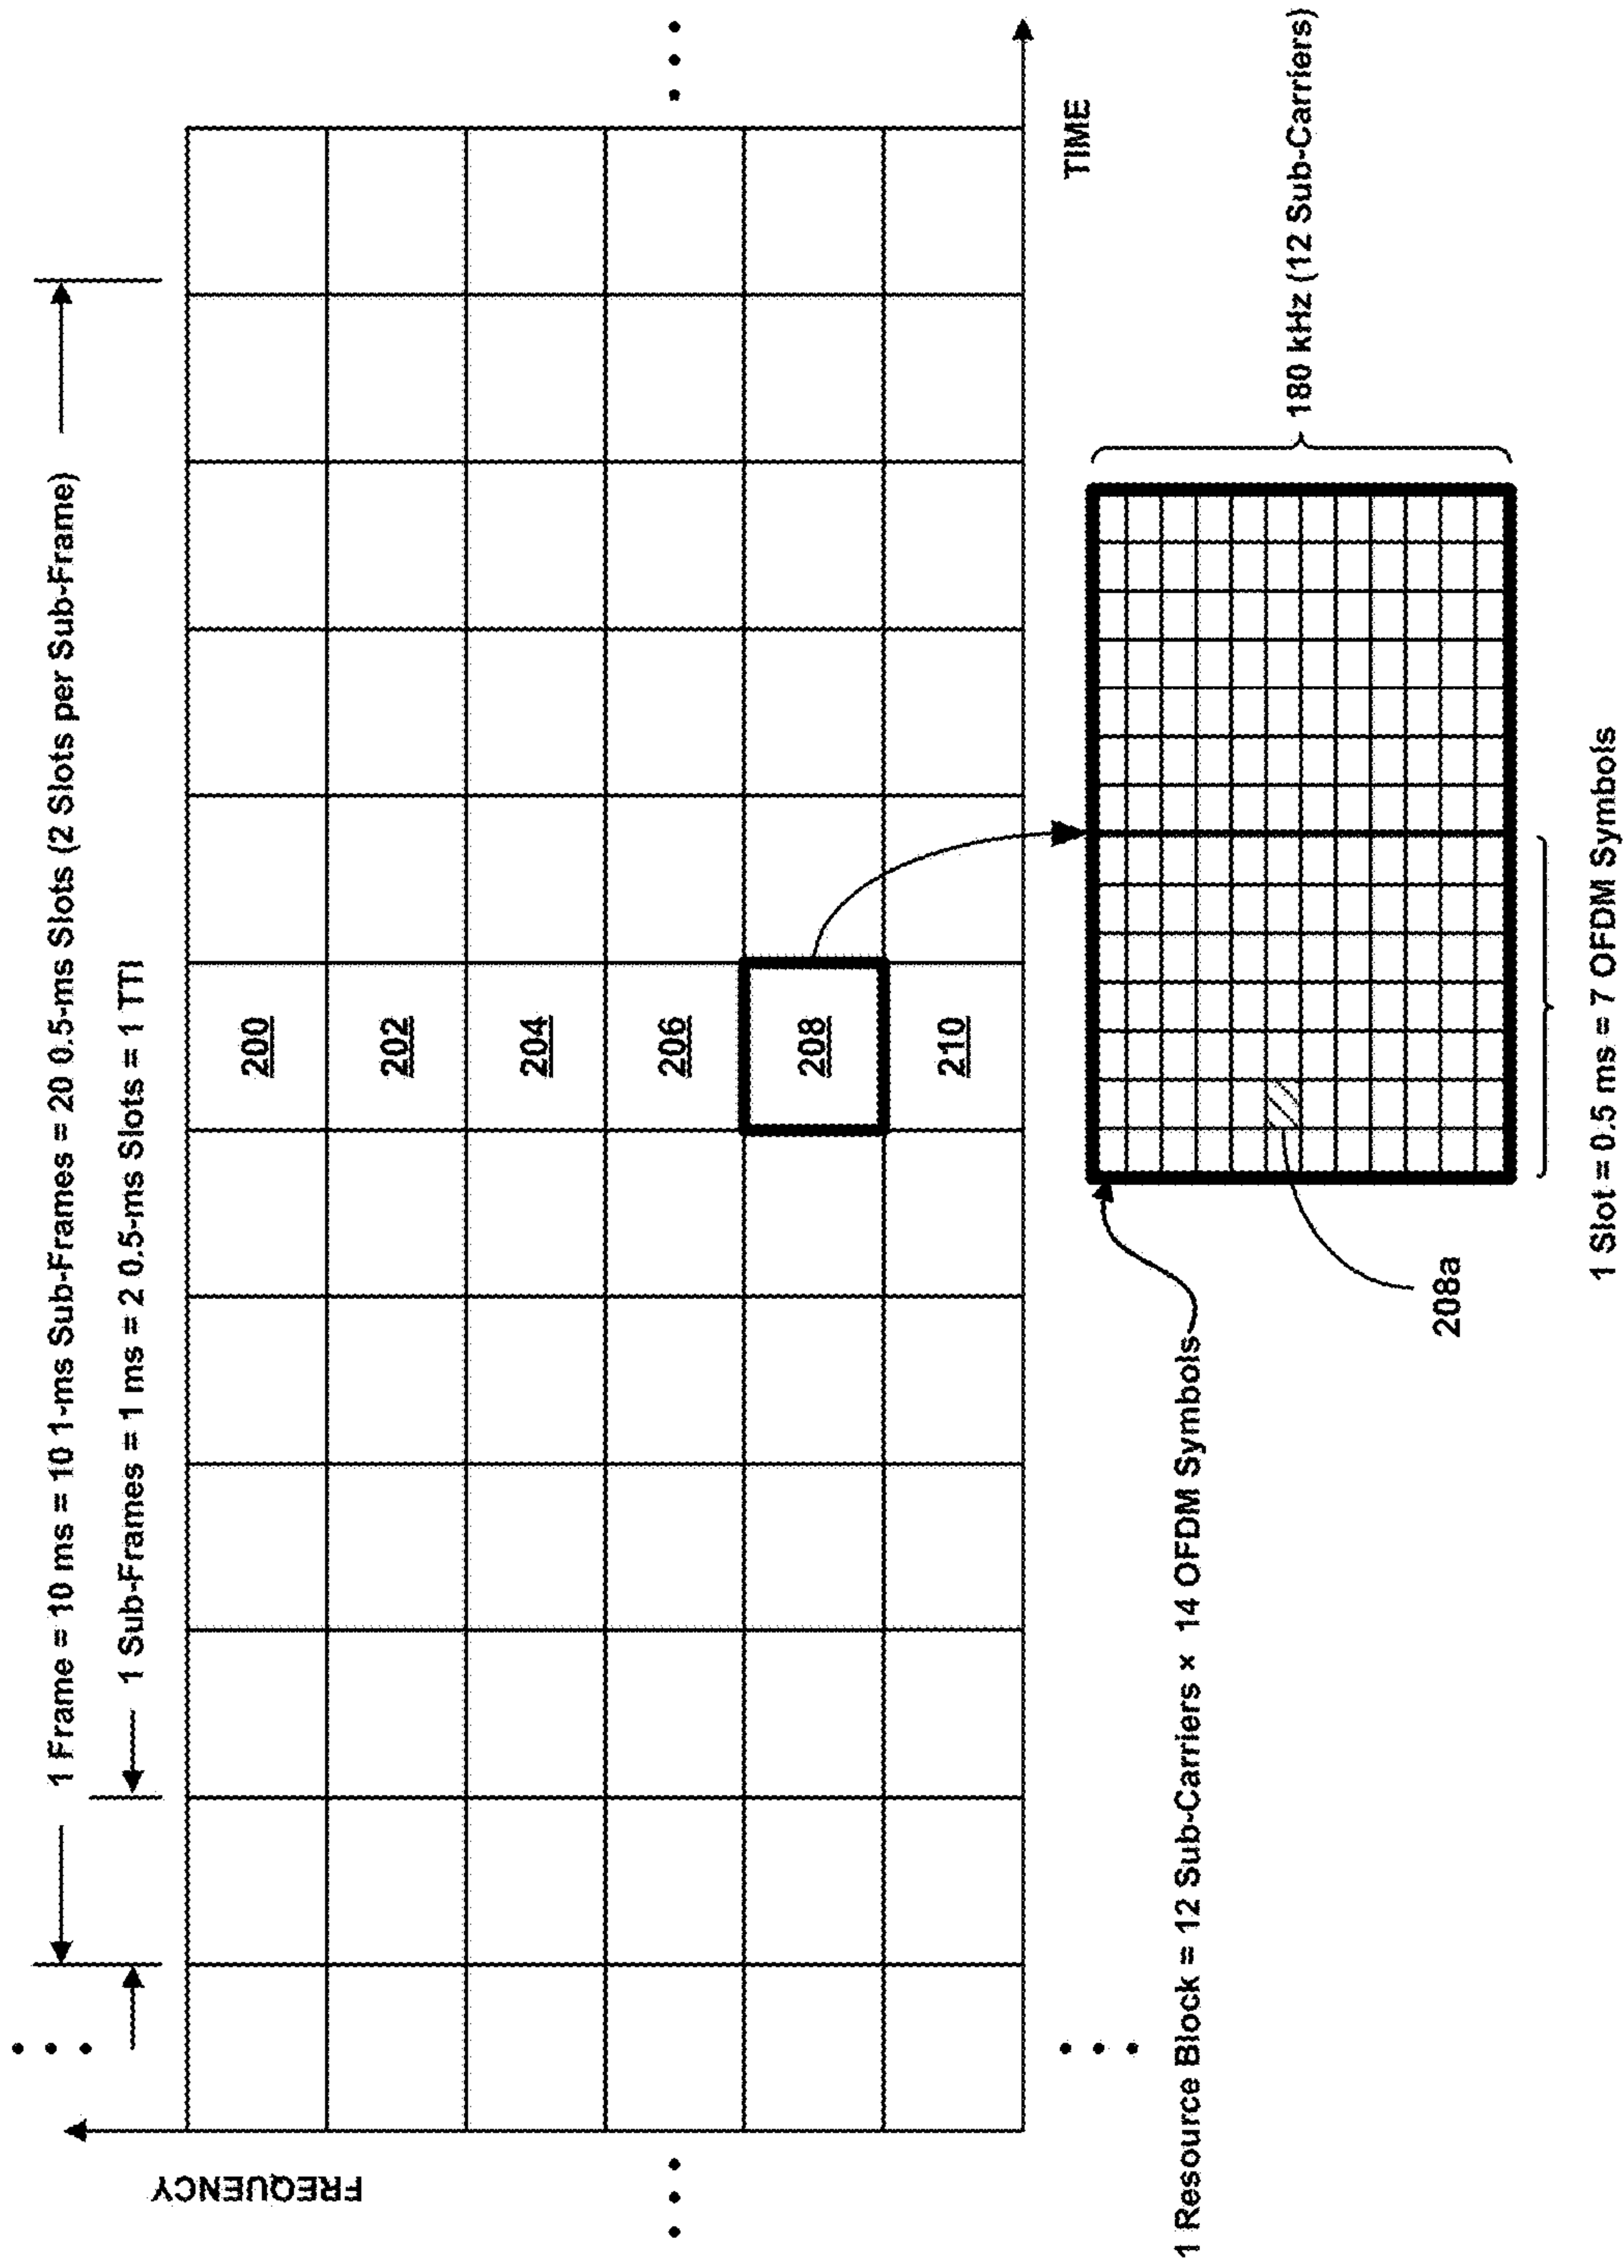 1 Frame = 10 ms = 10 1-ms Sub-Frames = 20 0.5-ms Slots (2 Slots per Sub-Frame)
1 Sub-Frames = 1 ms = 2 0.5-ms Slots = 1 TTI
FREQUENCY
200
202
204
206
208
210
TIME
1 Resource Block = 12 Sub-Carriers × 14 OFDM Symbols
180 kHz (12 Sub-Carriers)
208a
1 Slot = 0.5 ms = 7 OFDM Symbols